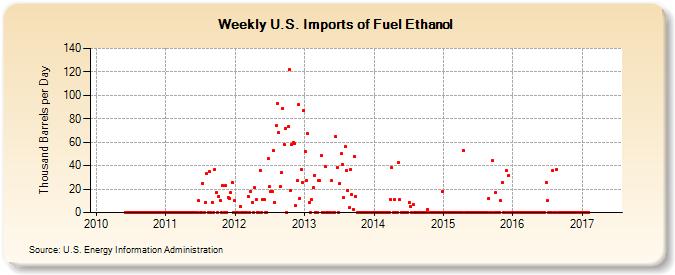 Weekly U.S. Imports of Fuel Ethanol
Thousand Barrels per Day
140
120
100
80
60
40
20
0
2010 2011 2012 2013 2014 2015 2016 2017
Source: U.S. Energy Information Administration